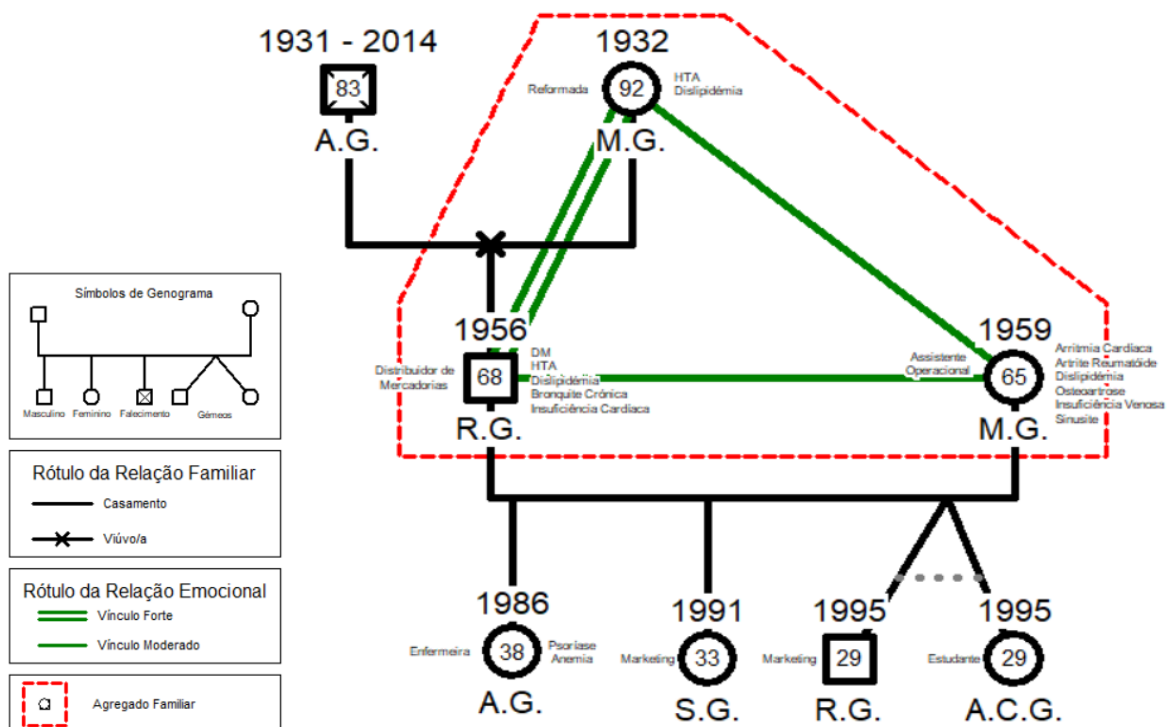 1931 - 2014
83
A.G.
1932
Reformada
92
HTA
Dislipidémia
M.G.
1956
Distribuidor de
Mercadorias
68
DM
HTA
Dislipidémia
Bronquite Crónica
Insuficiência Cardíaca
R.G.
1959
Assistente
Operacional
65
Arritmia Cardíaca
Artrite Reumatóide
Dislipidémia
Osteoartrose
Insuficiência Venosa
Sinusite
M.G.
1986
Enfermeira
38
Psoríase
Anemia
A.G.
1991
Marketing
33
S.G.
1995
Marketing
29
R.G.
1995
Estudante
29
A.C.G.
Símbolos de Genograma
Masculino
Feminino
Falecimento
Gémeos
Rótulo da Relação Familiar
Casamento
Viúvo/a
Rótulo da Relação Emocional
Vínculo Forte
Vínculo Moderado
Agregado Familiar